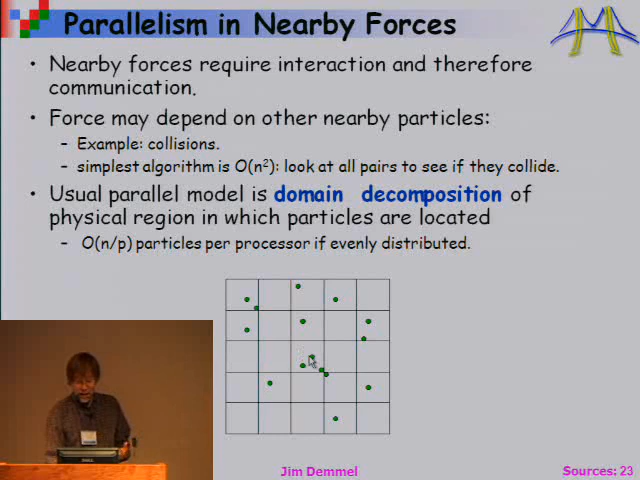 Parallelism in Nearby Forces
• Nearby forces require interaction and therefore
communication.
• Force may depend on other nearby particles:
– Example: collisions.
– simplest algorithm is O(n²): look at all pairs to see if they collide.
• Usual parallel model is domain decomposition of
physical region in which particles are located
– O(n/p) particles per processor if evenly distributed.
Jim Demmel
Sources: 23